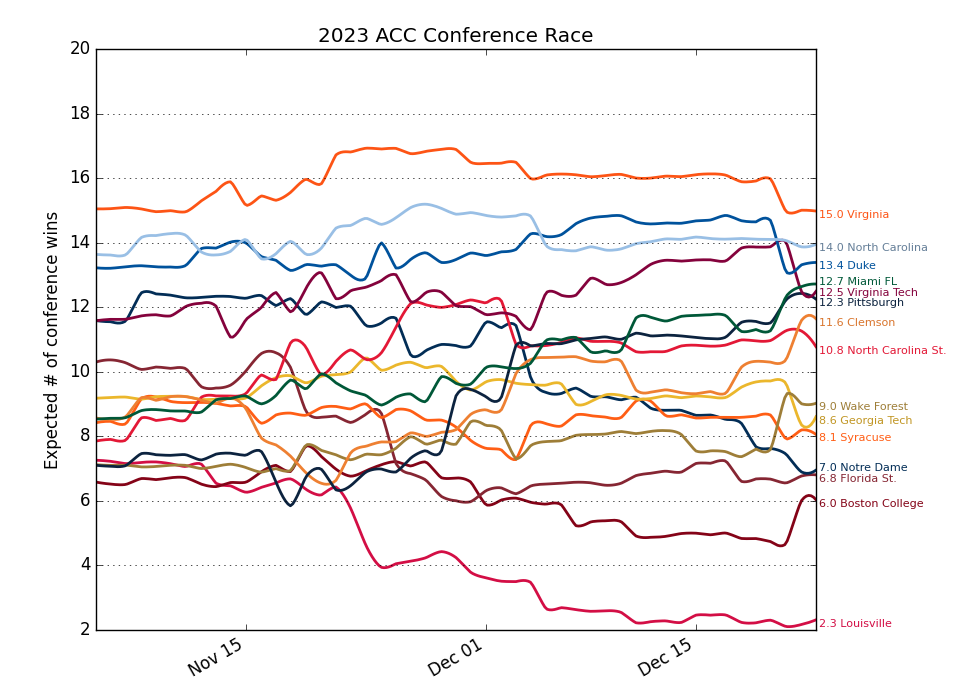 2023 ACC Conference Race
Expected # of conference wins
20
18
16
14
12
10
8
6
4
2
15.0 Virginia
14.0 North Carolina
13.4 Duke
12.7 Miami FL
12.5 Virginia Tech
12.3 Pittsburgh
11.6 Clemson
10.8 North Carolina St.
9.0 Wake Forest
8.6 Georgia Tech
8.1 Syracuse
7.0 Notre Dame
6.8 Florida St.
6.0 Boston College
2.3 Louisville
Nov 15
Dec 01
Dec 15